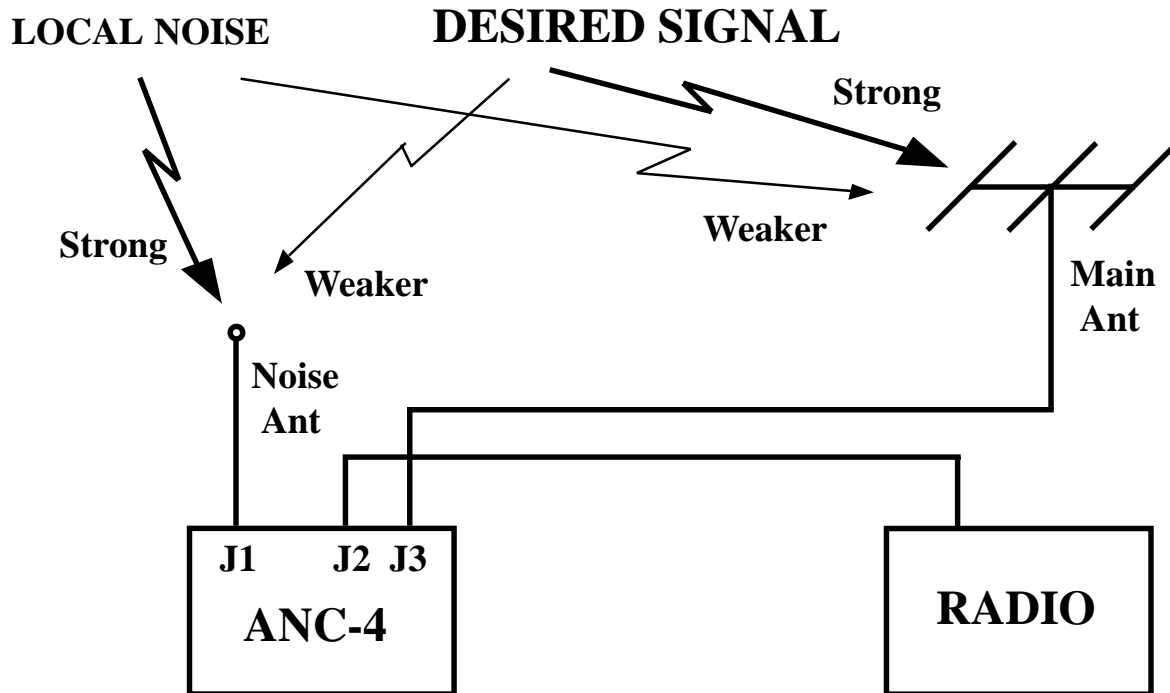 LOCAL NOISE
DESIRED SIGNAL
Strong
Strong
Weaker
Weaker
Main
Ant
Noise
Ant
J1
J2
J3
ANC-4
RADIO